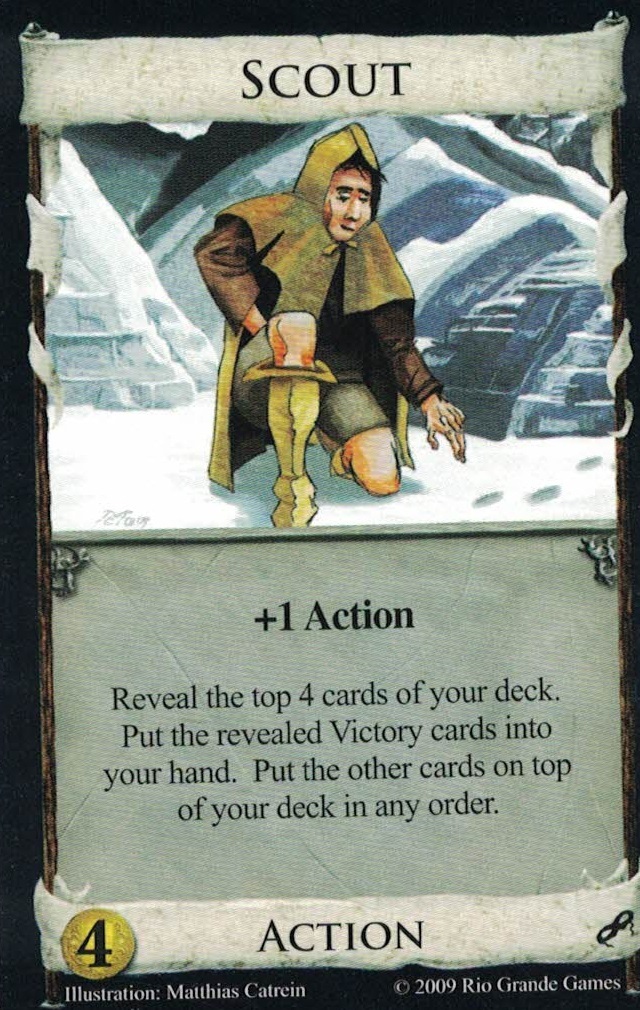 SCOUT
+1 Action
Reveal the top 4 cards of your deck.
Put the revealed Victory cards into
your hand. Put the other cards on top
of your deck in any order.
4
ACTION
Illustration: Matthias Catrein
© 2009 Rio Grande Games